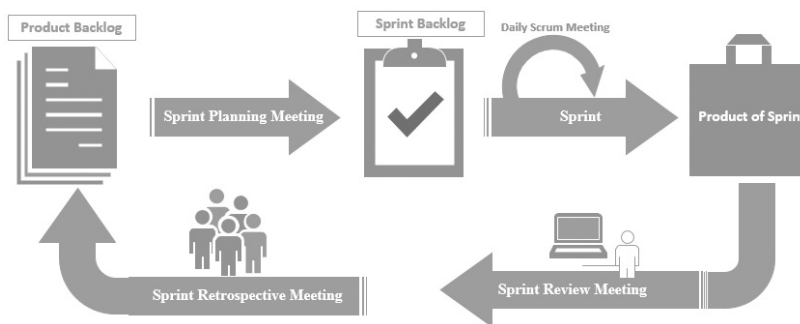 Product Backlog
Sprint Planning Meeting
Sprint Backlog
Daily Scrum Meeting
Sprint
Product of Sprin
Sprint Retrospective Meeting
Sprint Review Meeting